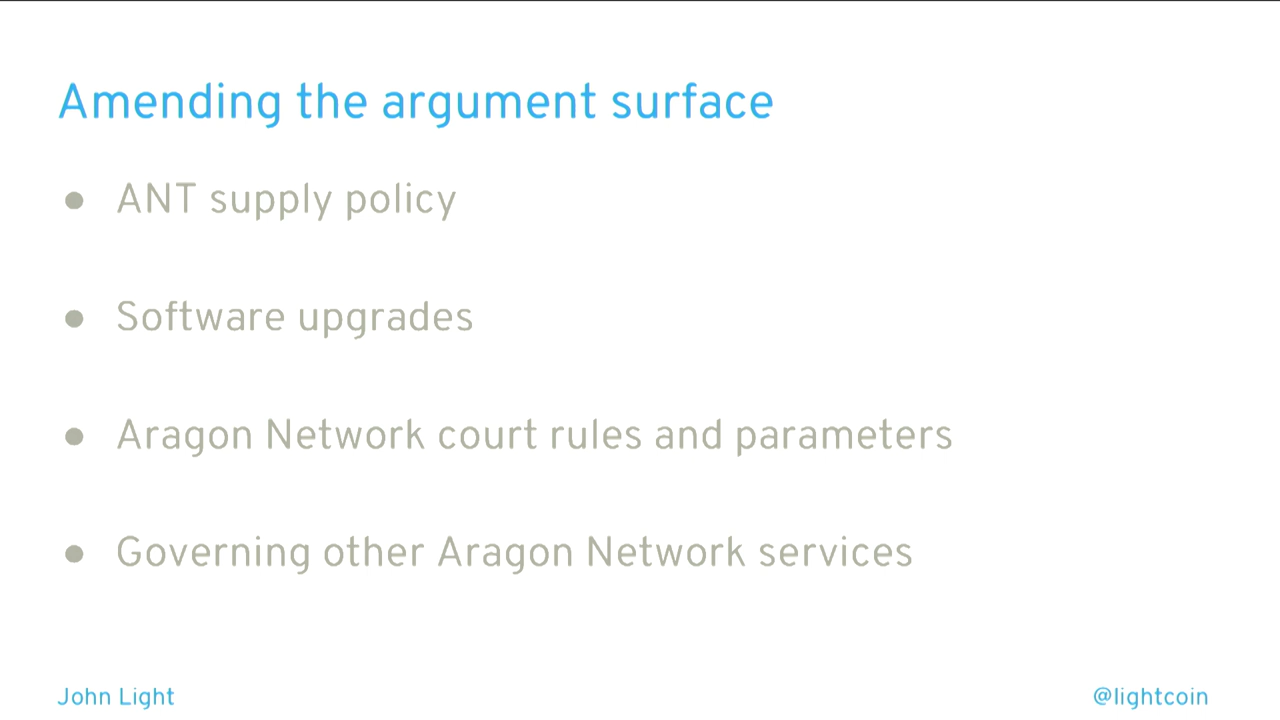 Amending the argument surface
● ANT supply policy
● Software upgrades
● Aragon Network court rules and parameters
● Governing other Aragon Network services
John Light
@lightcoin